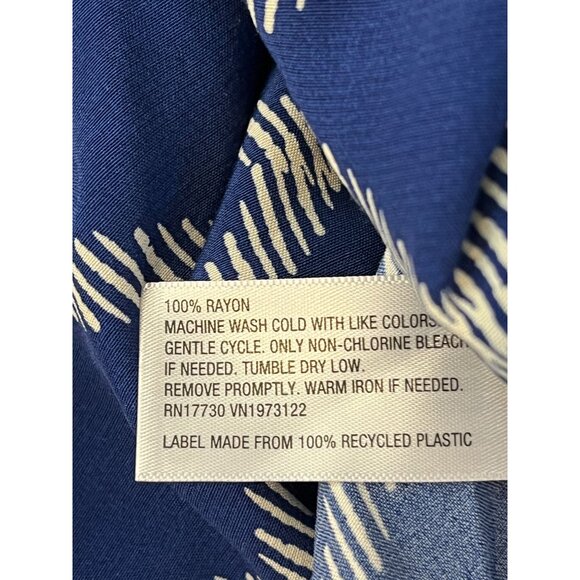 100% RAYON
MACHINE WASH COLD WITH LIKE COLORS.
GENTLE CYCLE. ONLY NON-CHLORINE BLEACH
IF NEEDED. TUMBLE DRY LOW.
REMOVE PROMPTLY. WARM IRON IF NEEDED.
RN17730 VN1973122
LABEL MADE FROM 100% RECYCLED PLASTIC